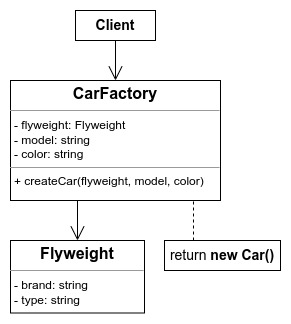 Client
CarFactory
- flyweight: Flyweight
- model: string
- color: string
+ createCar(flyweight, model, color)
Flyweight
- brand: string
- type: string
return new Car()